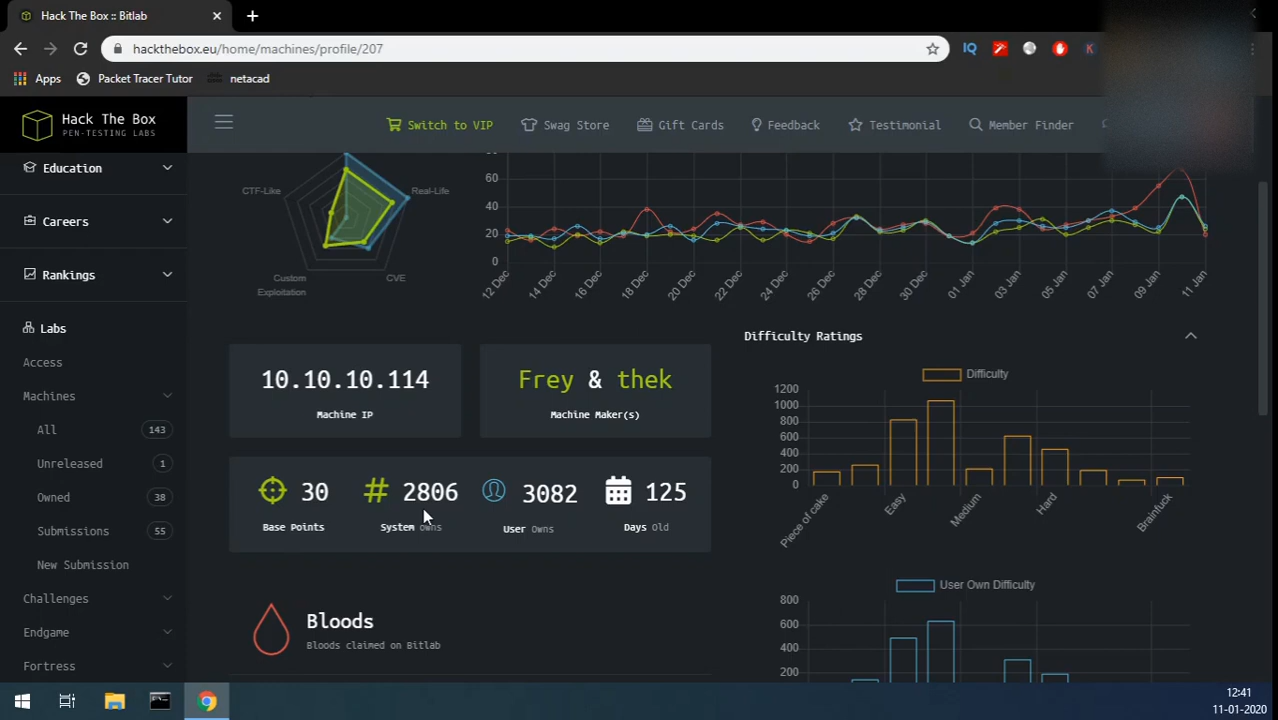 Hack The Box :: Bitlab
hackthebox.eu/home/machines/profile/207
IQ
K
Apps
Packet Tracer Tutor
netacad
Hack The Box
PEN-TESTING LABS
Switch to VIP
Swag Store
Gift Cards
Feedback
Testimonial
Member Finder
Education
Careers
Rankings
Labs
Access
Machines
All 143
Unreleased 1
Owned 38
Submissions 55
New Submission
Challenges
Endgame
Fortress
CTF-Like
Real-Life
Custom
Exploitation
CVE
60
40
20
0
12 Dec
14 Dec
16 Dec
18 Dec
20 Dec
22 Dec
24 Dec
26 Dec
28 Dec
30 Dec
01 Jan
03 Jan
05 Jan
07 Jan
09 Jan
11 Jan
10.10.10.114
Machine IP
Frey & thek
Machine Maker(s)
30
Base Points
2806
System Owns
3082
User Owns
125
Days Old
Bloods
Bloods claimed on Bitlab
Difficulty Ratings
Difficulty
1200
1000
800
600
400
200
0
Piece of cake
Easy
Medium
Hard
Brainfuck
User Own Difficulty
800
600
400
200
12:41
11-01-2020